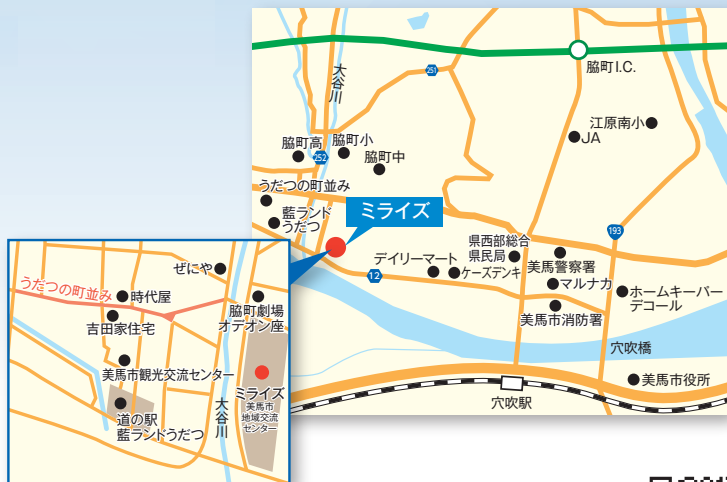 脇町I.C.
大谷川
251
江原南小
JA
脇町高
脇町小
252
脇町中
うだつの町並み
藍ランド
うだつ
ミライズ
193
県西部総合
県民局
デイリーマート
ケーズデンキ
美馬警察署
12
マルナカ
ホームキーパー
デコール
美馬市消防署
穴吹橋
美馬市役所
穴吹駅
ぜにや
うだつの町並み
時代屋
脇町劇場
オデオン座
吉田家住宅
美馬市観光交流センター
ミライズ
美馬市
地域交流
センター
大谷川
道の駅
藍ランドうだつ